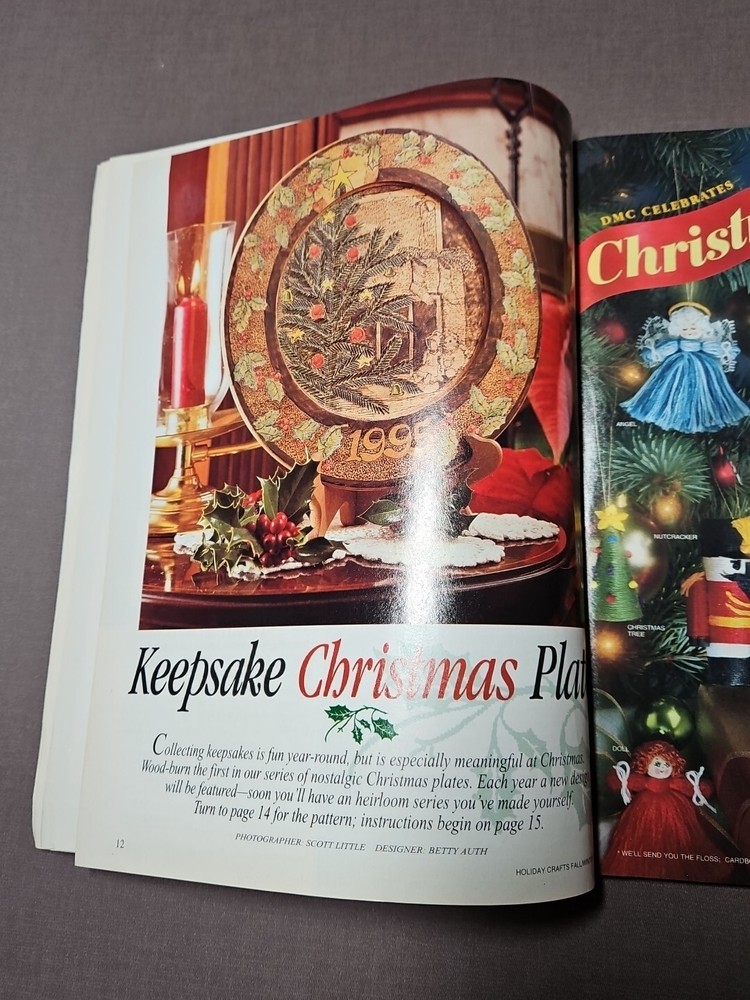 1995
Keepsake Christmas Plat
Collecting keepsakes is fun year-round, but is especially meaningful at Christmas.
Wood-burn the first in our series of nostalgic Christmas plates. Each year a new desig
will be featured—soon you'll have an heirloom series you've made yourself.
Turn to page 14 for the pattern; instructions begin on page 15.
PHOTOGRAPHER: SCOTT LITTLE DESIGNER: BETTY AUTH
12
HOLIDAY CRAFTS FALL/WINT
DMC CELEBRATES
Christ
ANGEL
NUTCRACKER
CHRISTMAS
TREE
DOLL
* WE'LL SEND YOU THE FLOSS; CARDB